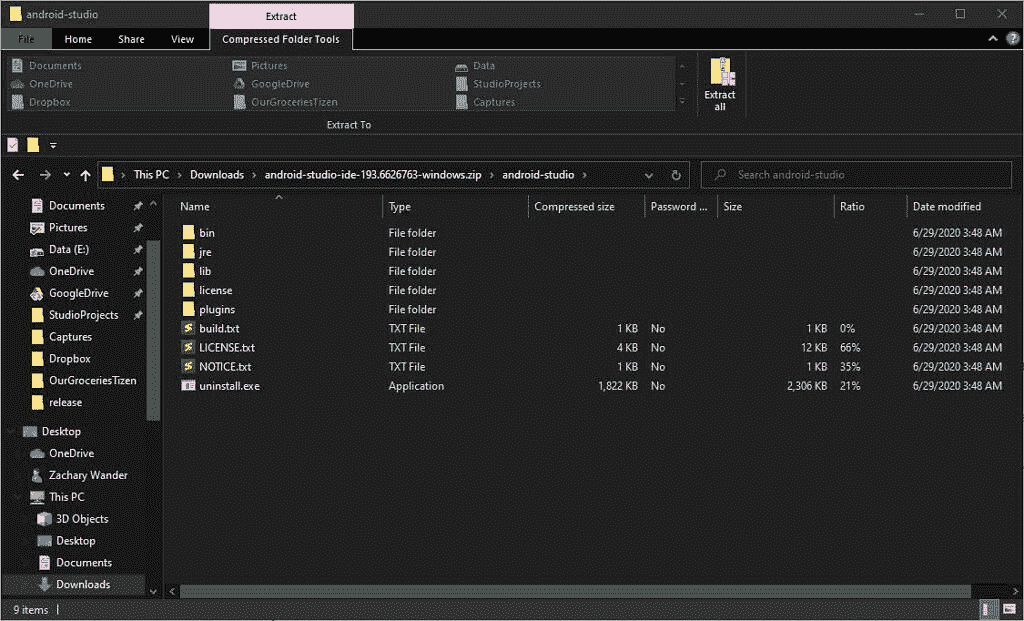 android-studio
Extract
File Home Share View Compressed Folder Tools
Documents Pictures Data
OneDrive GoogleDrive StudioProjects
Dropbox OurGroceriesTizen Captures
Extract all
Extract To
This PC > Downloads > android-studio-ide-193.6626763-windows.zip > android-studio >
Search android-studio
Name Type Compressed size Password ... Size Ratio Date modified
bin File folder 6/29/2020 3:48 AM
jre File folder 6/29/2020 3:48 AM
lib File folder 6/29/2020 3:48 AM
license File folder 6/29/2020 3:48 AM
plugins File folder 6/29/2020 3:48 AM
build.txt TXT File 1 KB No 1 KB 0% 6/29/2020 3:48 AM
LICENSE.txt TXT File 4 KB No 12 KB 66% 6/29/2020 3:48 AM
NOTICE.txt TXT File 1 KB No 1 KB 35% 6/29/2020 3:48 AM
uninstall.exe Application 1,822 KB No 2,306 KB 21% 6/29/2020 3:48 AM
Documents
Pictures
Data (E:)
OneDrive
GoogleDrive
StudioProjects
Captures
Dropbox
OurGroceriesTizen
release
Desktop
OneDrive
Zachary Wander
This PC
3D Objects
Desktop
Documents
Downloads
9 items